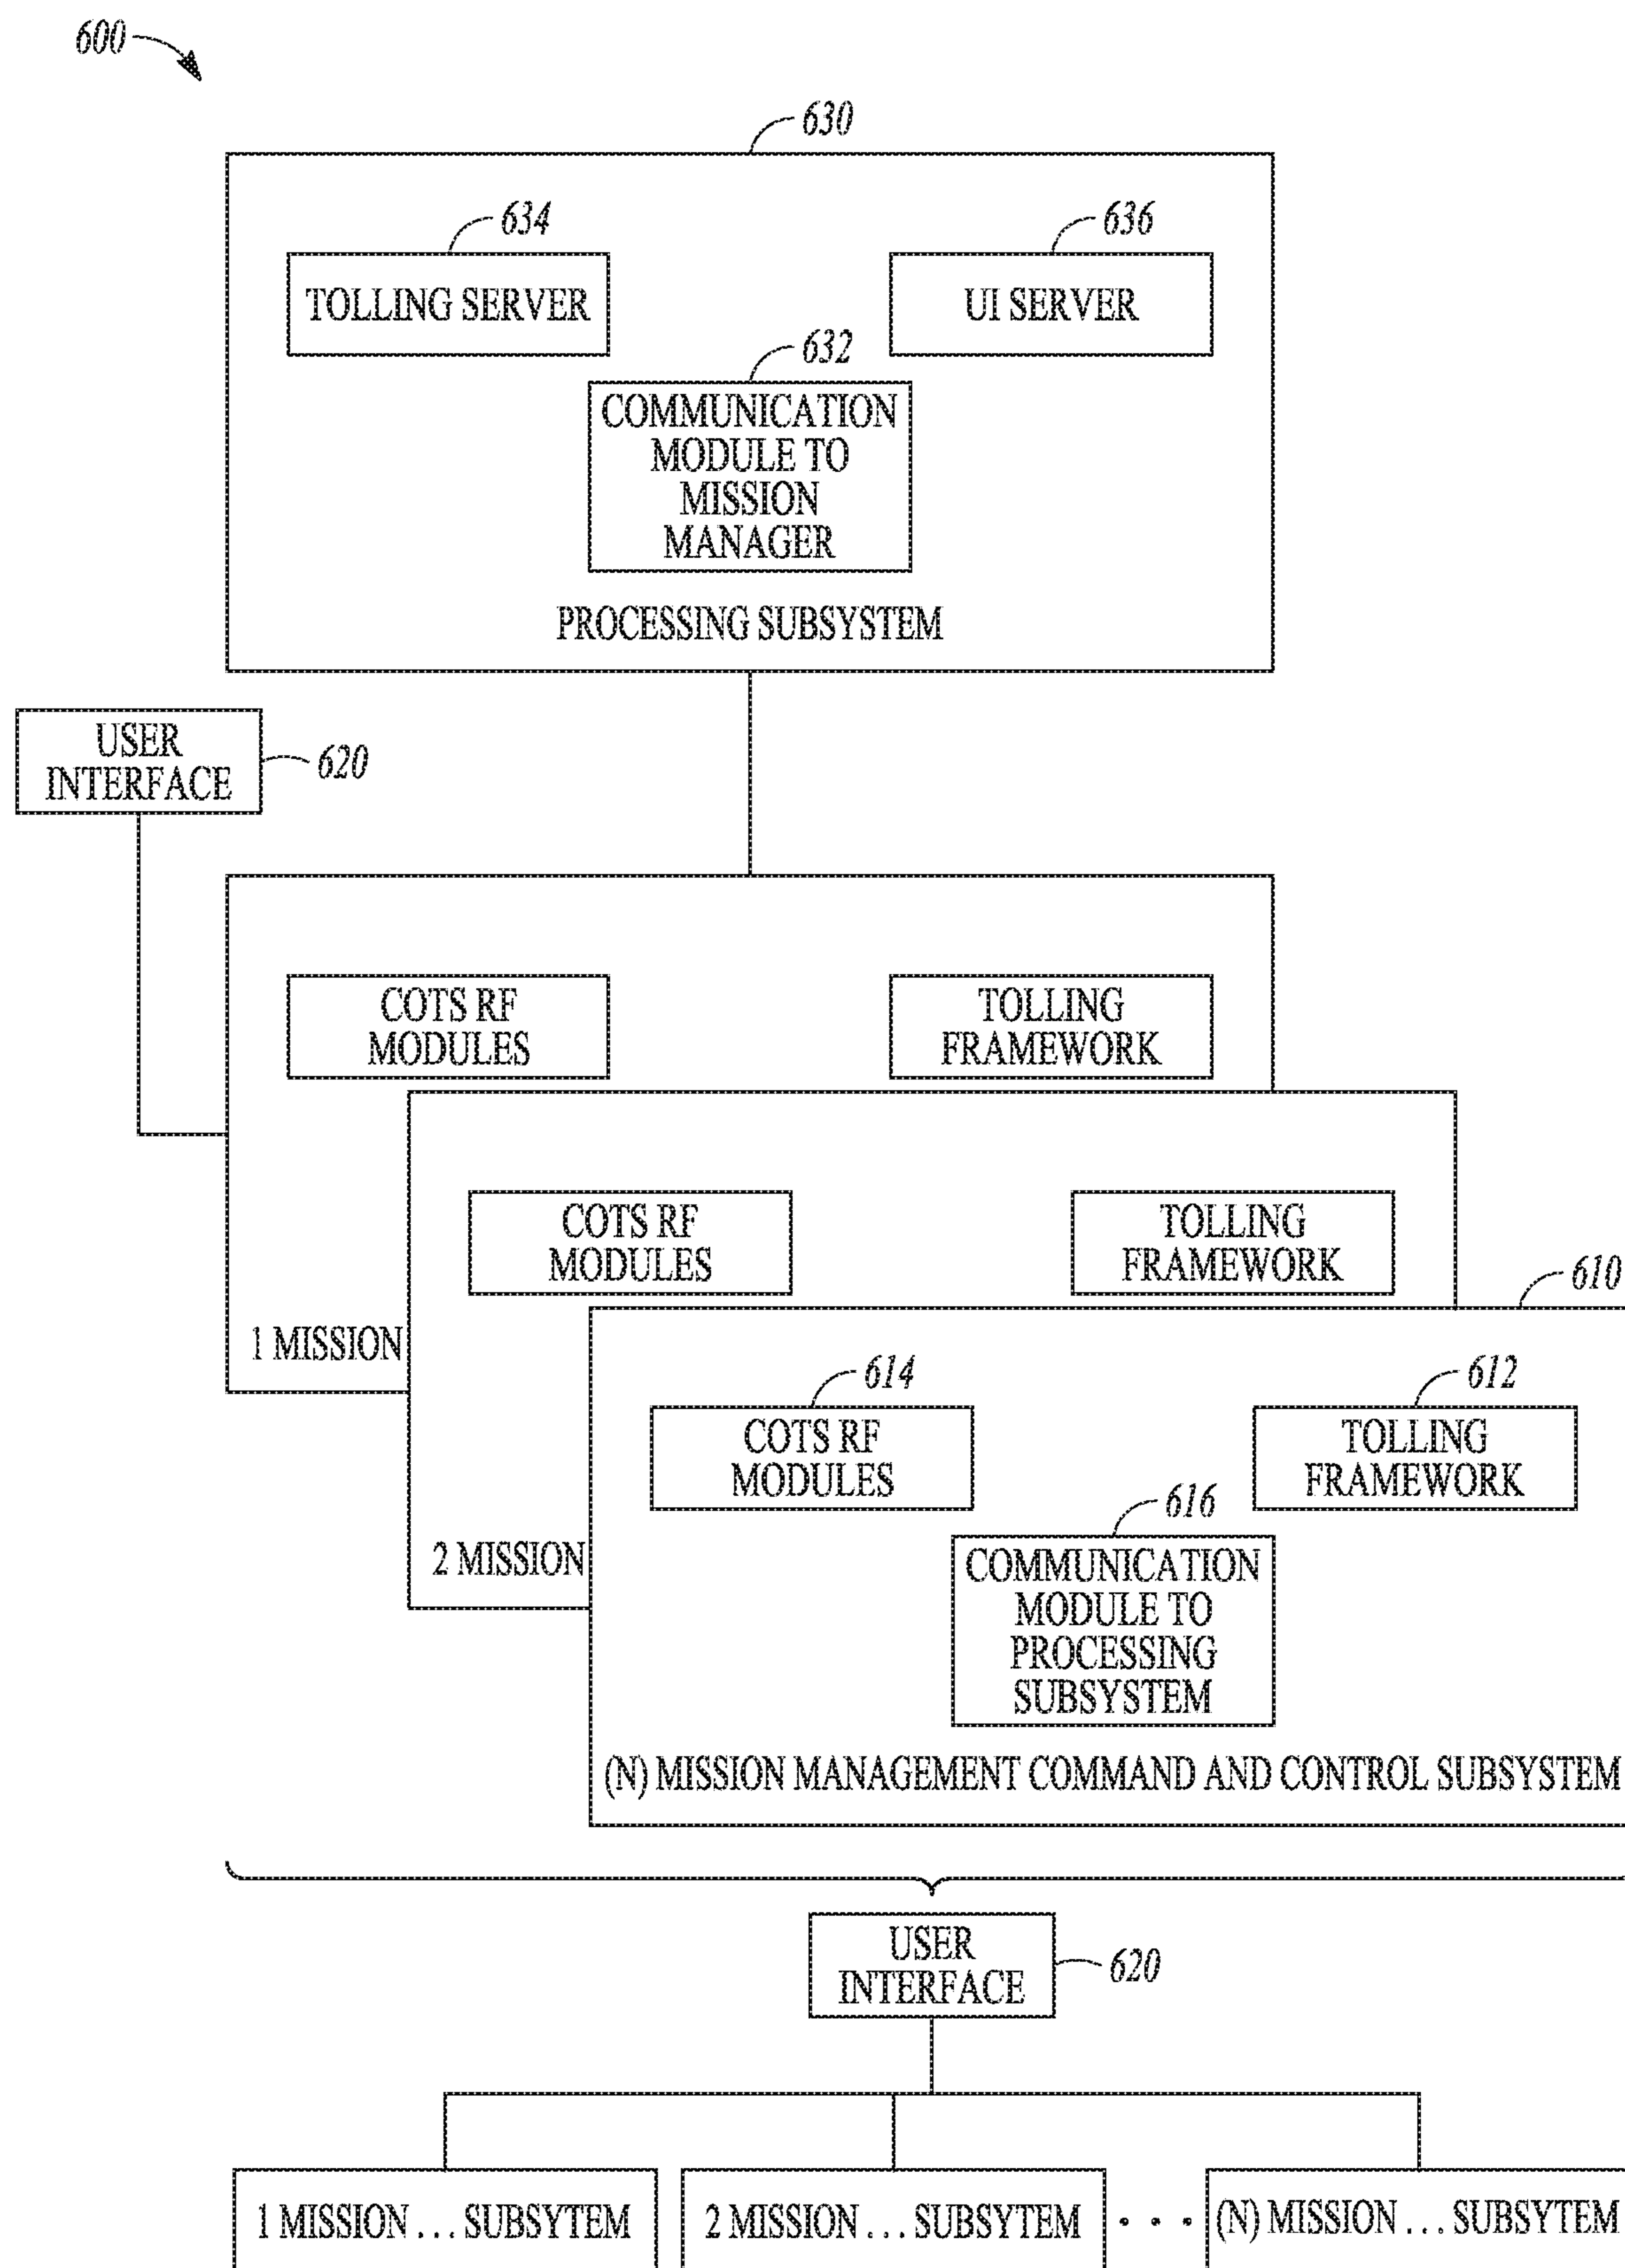 600
630
634
636
TOLLING SERVER
UI SERVER
632
COMMUNICATION
MODULE TO
MISSION
MANAGER
PROCESSING SUBSYSTEM
USER
INTERFACE
620
COTS RF
MODULES
TOLLING
FRAMEWORK
COTS RF
MODULES
TOLLING
FRAMEWORK
610
1 MISSION
614
612
COTS RF
MODULES
TOLLING
FRAMEWORK
616
2 MISSION
COMMUNICATION
MODULE TO
PROCESSING
SUBSYSTEM
(N) MISSION MANAGEMENT COMMAND AND CONTROL SUBSYSTEM
USER
INTERFACE
620
1 MISSION . . . SUBSYTEM
2 MISSION . . . SUBSYTEM
• • •
(N) MISSION . . . SUBSYTEM